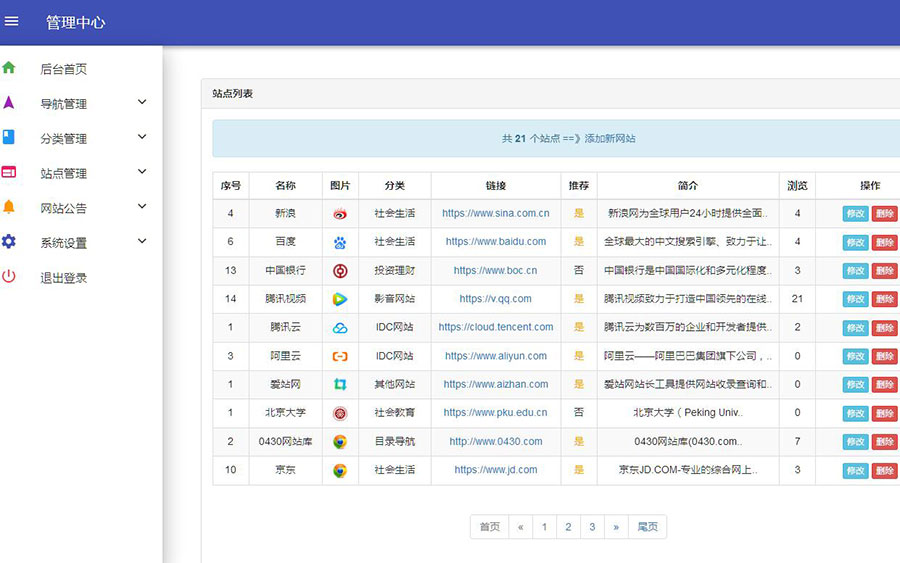 管理中心
后台首页
导航管理
分类管理
站点管理
网站公告
系统设置
退出登录
站点列表
共 21 个站点 ==》添加新网站
序号 名称 图片 分类 链接 推荐 简介 浏览 操作
4 新浪 社会生活 https://www.sina.com.cn 是 新浪网为全球用户24小时提供全面.. 4 修改 删除
6 百度 社会生活 https://www.baidu.com 是 全球最大的中文搜索引擎、致力于让.. 4 修改 删除
13 中国银行 投资理财 https://www.boc.cn 否 中国银行是中国国际化和多元化程度.. 3 修改 删除
14 腾讯视频 影音网站 https://v.qq.com 是 腾讯视频致力于打造中国领先的在线.. 21 修改 删除
1 腾讯云 IDC网站 https://cloud.tencent.com 是 腾讯云为数百万的企业和开发者提供.. 2 修改 删除
3 阿里云 IDC网站 https://www.aliyun.com 是 阿里云——阿里巴巴集团旗下公司，.. 0 修改 删除
1 爱站网 其他网站 https://www.aizhan.com 是 爱站网站长工具提供网站收录查询和.. 0 修改 删除
1 北京大学 社会教育 https://www.pku.edu.cn 否 北京大学（Peking Univ.. 0 修改 删除
2 0430网站库 目录导航 http://www.0430.com 是 0430网站库(0430.com.. 7 修改 删除
10 京东 社会生活 https://www.jd.com 是 京东JD.COM-专业的综合网上.. 3 修改 删除
首页 « 1 2 3 » 尾页